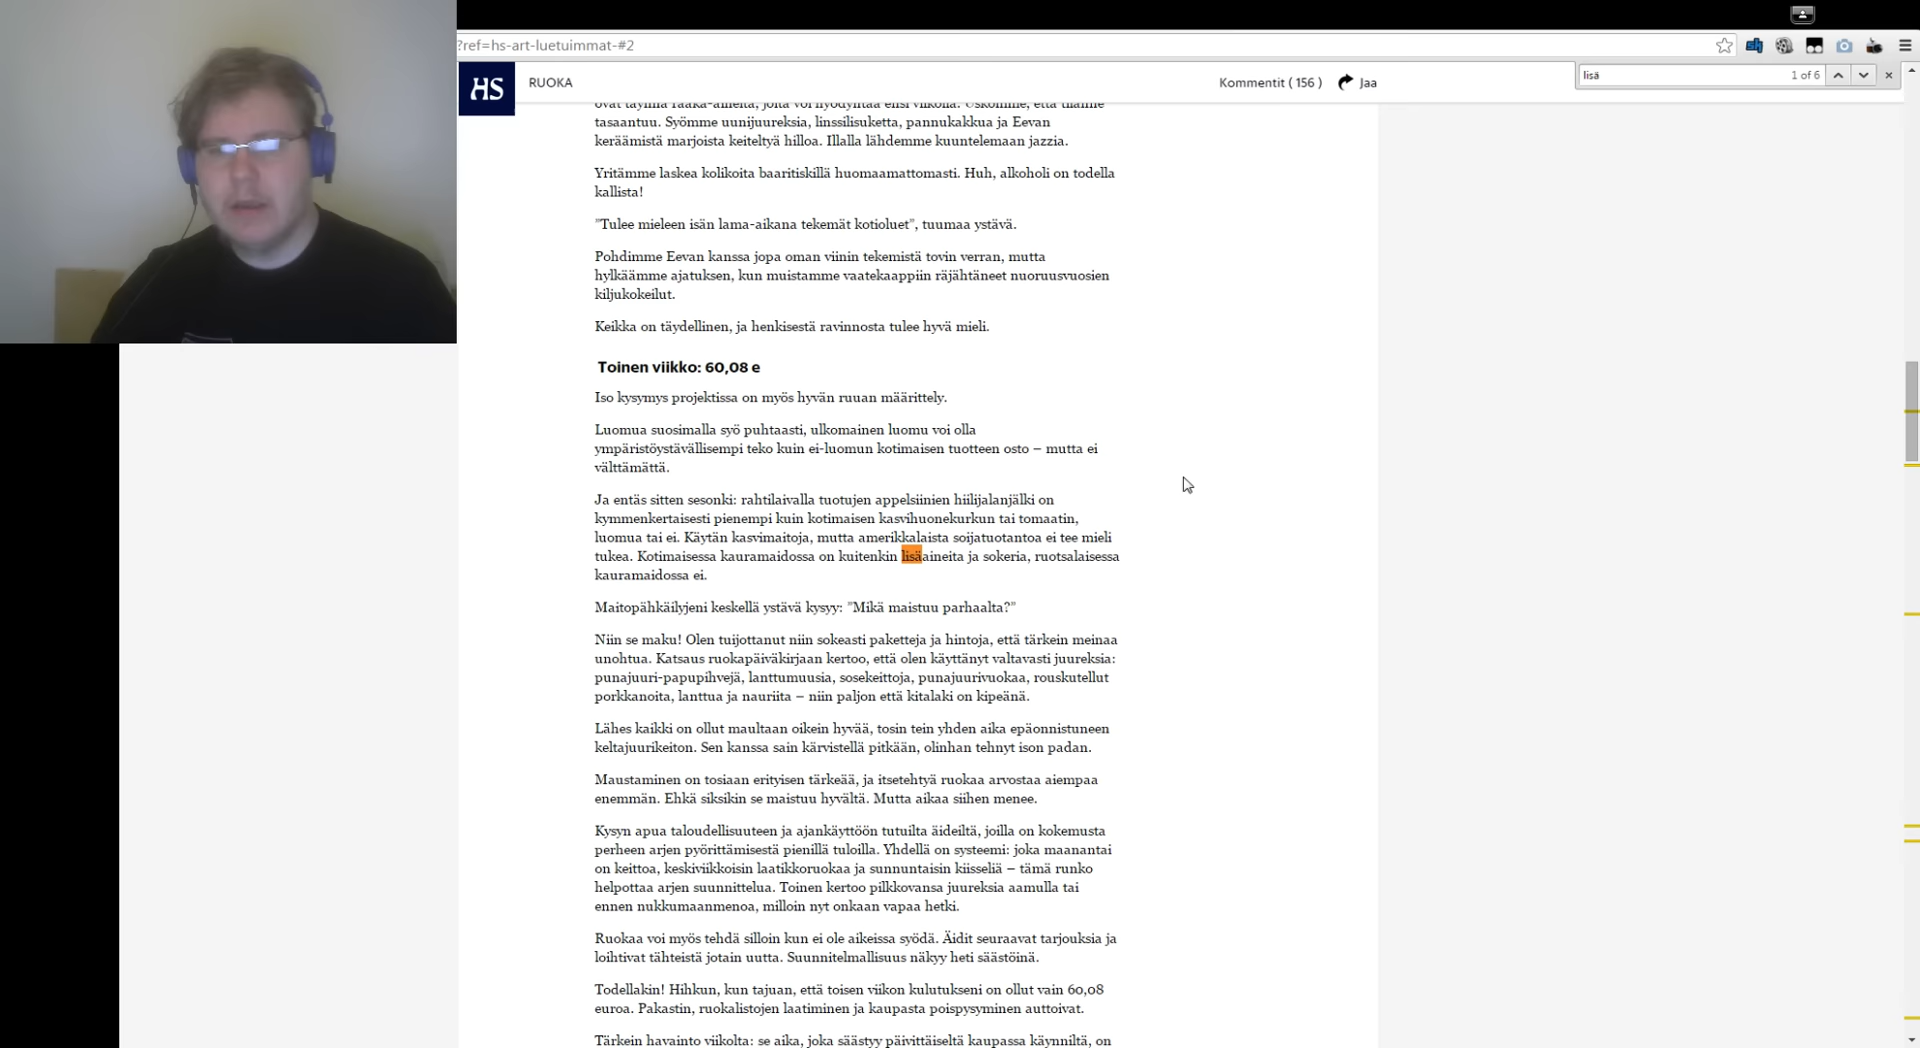 ?ref=hs-art-luetuimmat-#2
lisä
1 of 6
HS
RUOKA
Kommentit ( 156 )
Jaa
ovat täynnä raaka-aineita, joita voi hyödyntää ensi viikolla. Uskomme, että tilanne
tasaantuu. Syömme uunijuureksia, linssilisuketta, pannukakkua ja Eevan
keräämistä marjoista keiteltyä hilloa. Illalla lähdemme kuuntelemaan jazzia.
Yritämme laskea kolikoita baaritiskillä huomaamattomasti. Huh, alkoholi on todella
kallista!
”Tulee mieleen isän lama-aikana tekemät kotioluet”, tuumaa ystävä.
Pohdimme Eevan kanssa jopa oman viinin tekemistä tovin verran, mutta
hylkäämme ajatuksen, kun muistamme vaatekaappiin räjähtäneet nuoruusvuosien
kiljukokeilut.
Keikka on täydellinen, ja henkisestä ravinnosta tulee hyvä mieli.
Toinen viikko: 60,08 e
Iso kysymys projektissa on myös hyvän ruuan määrittely.
Luomua suosimalla syö puhtaasti, ulkomainen luomu voi olla
ympäristöystävällisempi teko kuin ei-luomun kotimaisen tuotteen osto – mutta ei
välttämättä.
Ja entäs sitten sesonki: rahtilaivalla tuotujen appelsiinien hiilijalanjälki on
kymmenkertaisesti pienempi kuin kotimaisen kasvihuonekurkun tai tomaatin,
luomua tai ei. Käytän kasvimaitoja, mutta amerikkalaista soijatuotantoa ei tee mieli
tukea. Kotimaisessa kauramaidossa on kuitenkin lisäaineita ja sokeria, ruotsalaisessa
kauramaidossa ei.
Maitopähkäilyjeni keskellä ystävä kysyy: ”Mikä maistuu parhaalta?”
Niin se maku! Olen tuijottanut niin sokeasti paketteja ja hintoja, että tärkein meinaa
unohtua. Katsaus ruokapäiväkirjaan kertoo, että olen käyttänyt valtavasti juureksia:
punajuuri-papupihvejä, lanttumuusia, sosekeittoja, punajuurivuokaa, rouskutellut
porkkanoita, lanttua ja nauriita – niin paljon että kitalaki on kipeänä.
Lähes kaikki on ollut maultaan oikein hyvää, tosin tein yhden aika epäonnistuneen
keltajuurikeiton. Sen kanssa sain kärvistellä pitkään, olinhan tehnyt ison padan.
Maustaminen on tosiaan erityisen tärkeää, ja itsetehtyä ruokaa arvostaa aiempaa
enemmän. Ehkä siksikin se maistuu hyvältä. Mutta aikaa siihen menee.
Kysyn apua taloudellisuuteen ja ajankäyttöön tutuilta äideiltä, joilla on kokemusta
perheen arjen pyörittämisestä pienillä tuloilla. Yhdellä on systeemi: joka maanantai
on keittoa, keskiviikkoisin laatikkoruokaa ja sunnuntaisin kiisseliä – tämä runko
helpottaa arjen suunnittelua. Toinen kertoo pilkkovansa juureksia aamulla tai
ennen nukkumaanmenoa, milloin nyt onkaan vapaa hetki.
Ruokaa voi myös tehdä silloin kun ei ole aikeissa syödä. Äidit seuraavat tarjouksia ja
loihtivat tähteistä jotain uutta. Suunnitelmallisuus näkyy heti säästöinä.
Todellakin! Hihkun, kun tajuan, että toisen viikon kulutukseni on ollut vain 60,08
euroa. Pakastin, ruokalistojen laatiminen ja kaupasta poispysyminen auttoivat.
Tärkein havainto viikolta: se aika, joka säästyy päivittäiseltä kaupassa käynniltä, on